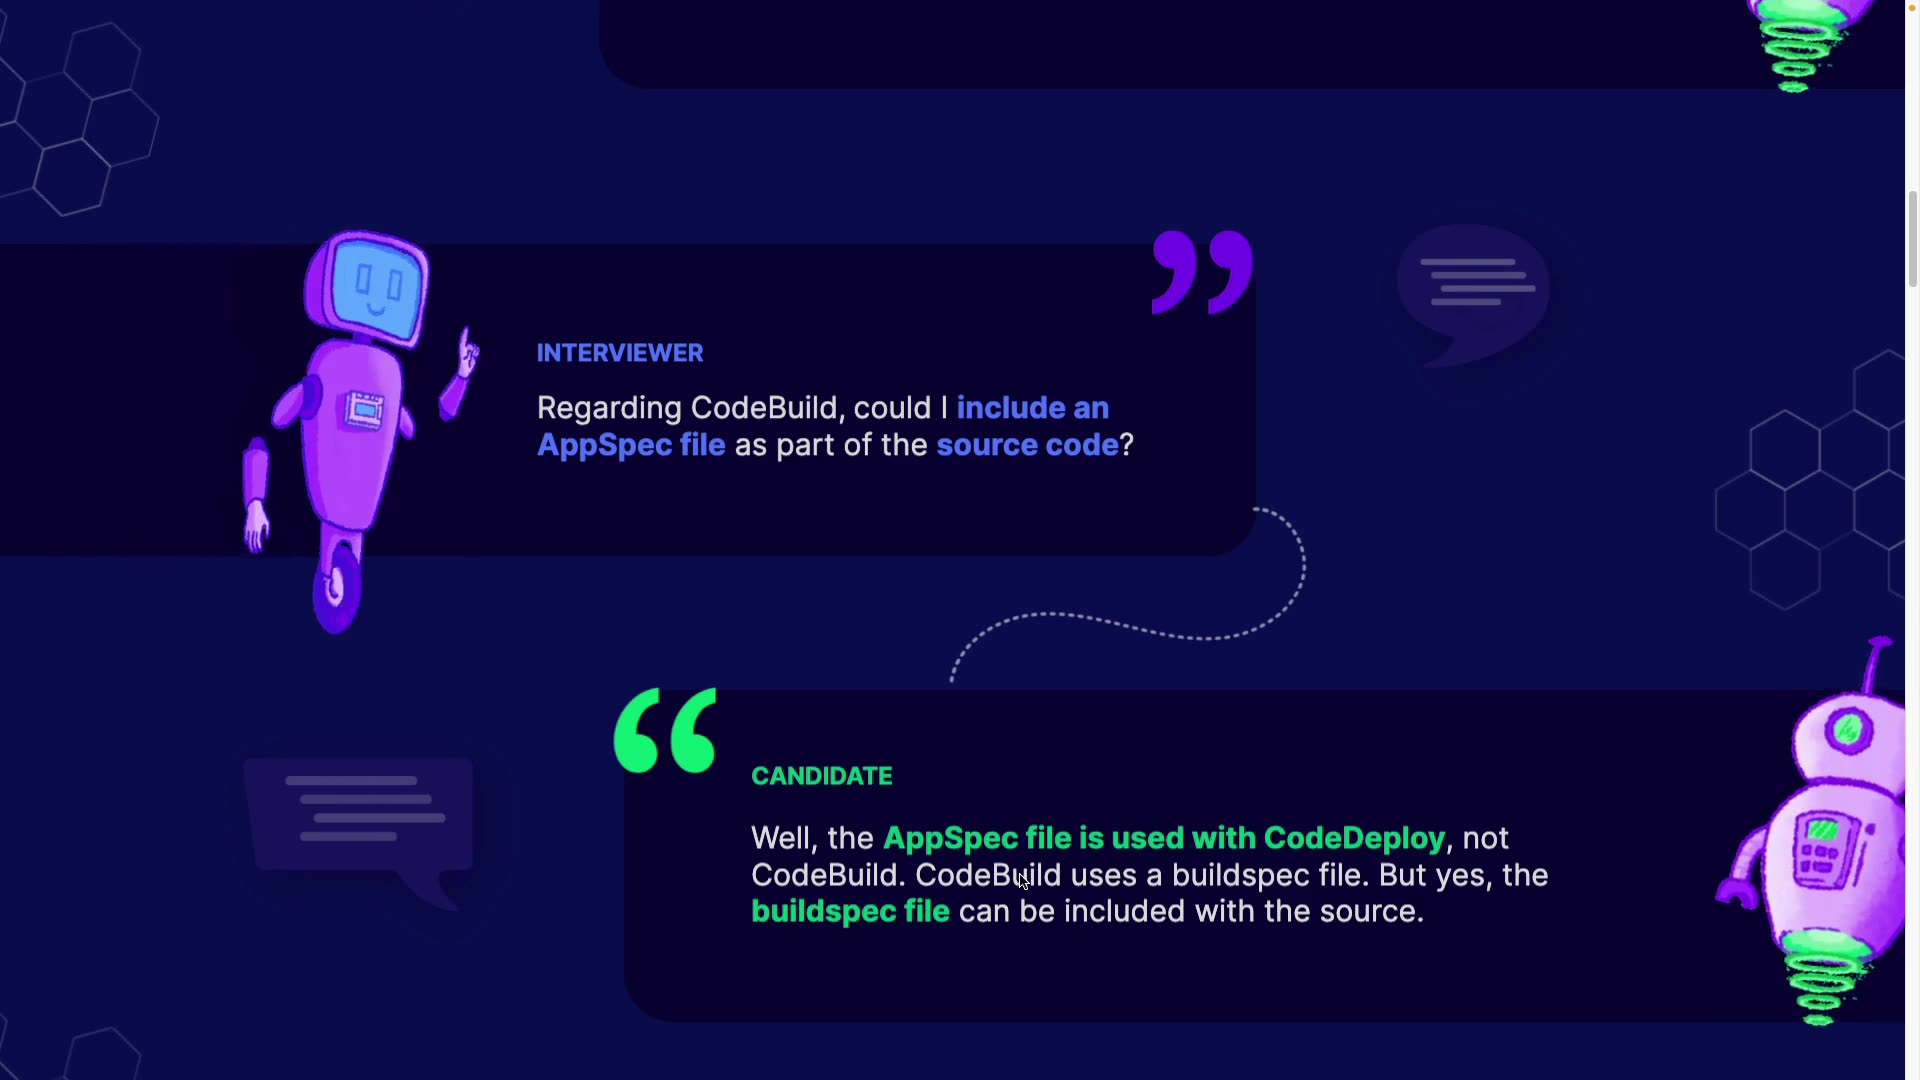 INTERVIEWER
Regarding CodeBuild, could I include an
AppSpec file as part of the source code?
CANDIDATE
Well, the AppSpec file is used with CodeDeploy, not
CodeBuild. CodeBuild uses a buildspec file. But yes, the
buildspec file can be included with the source.